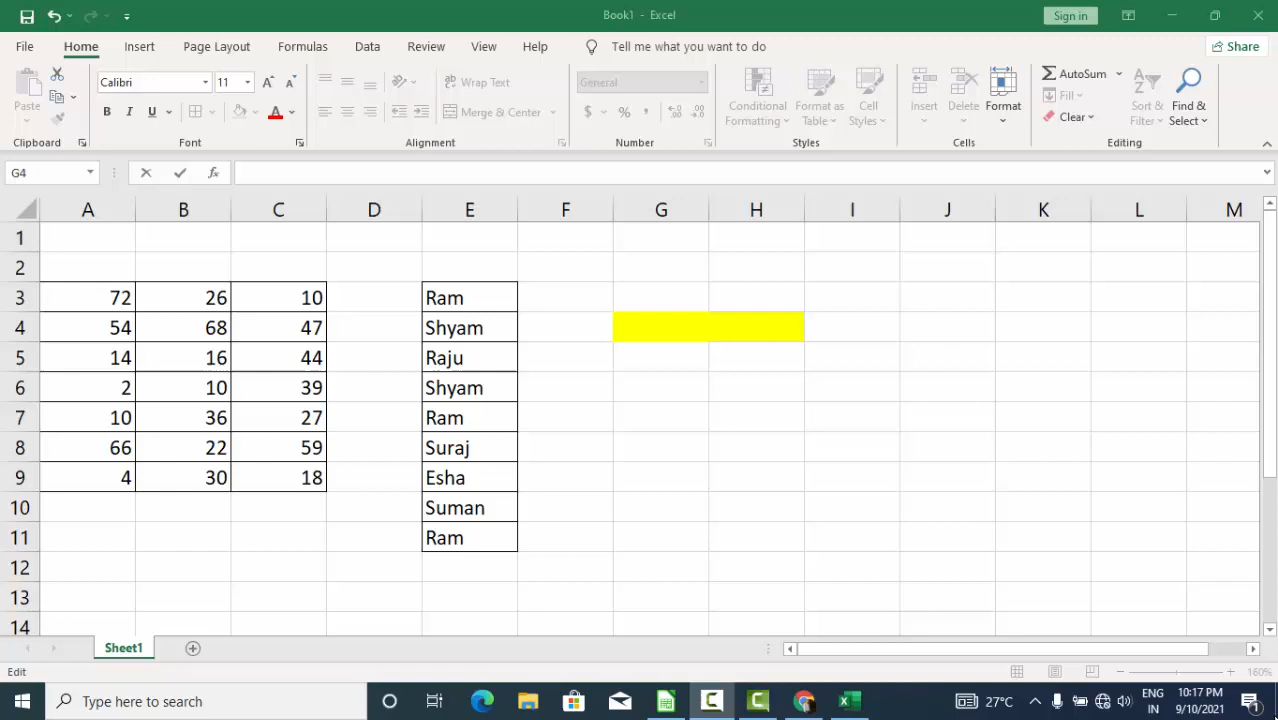 Book1 - Excel
Sign in
File Home Insert Page Layout Formulas Data Review View Help Tell me what you want to do Share
Paste
Clipboard
Calibri 11
B I U A
Font
Wrap Text
Merge & Center
Alignment
General
$ % ,
Number
Conditional Formatting
Format as Table
Cell Styles
Styles
Insert Delete Format
Cells
AutoSum
Fill
Clear
Sort & Filter
Find & Select
Editing
G4 fx
A B C D E F G H I J K L M
1
2
3 72 26 10 Ram
4 54 68 47 Shyam
5 14 16 44 Raju
6 2 10 39 Shyam
7 10 36 27 Ram
8 66 22 59 Suraj
9 4 30 18 Esha
10 Suman
11 Ram
12
13
14
Sheet1
Edit 160%
Type here to search
27°C
ENG
IN
10:17 PM
9/10/2021
1